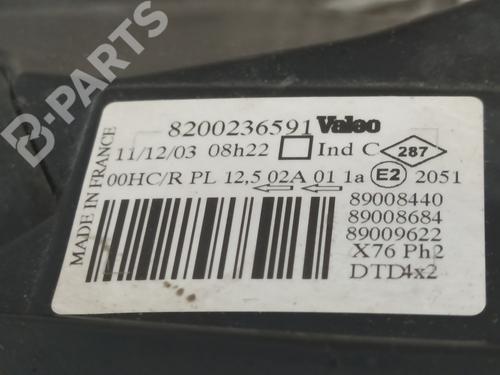 B-PARTS
8200236591 Valeo
11/12/03 08h22 Ind C 287
00HC/R PL 12,5 02A 01 1a E2 2051
MADE IN FRANCE
89008440
89008684
89009622
X76 Ph2
DTD4x2